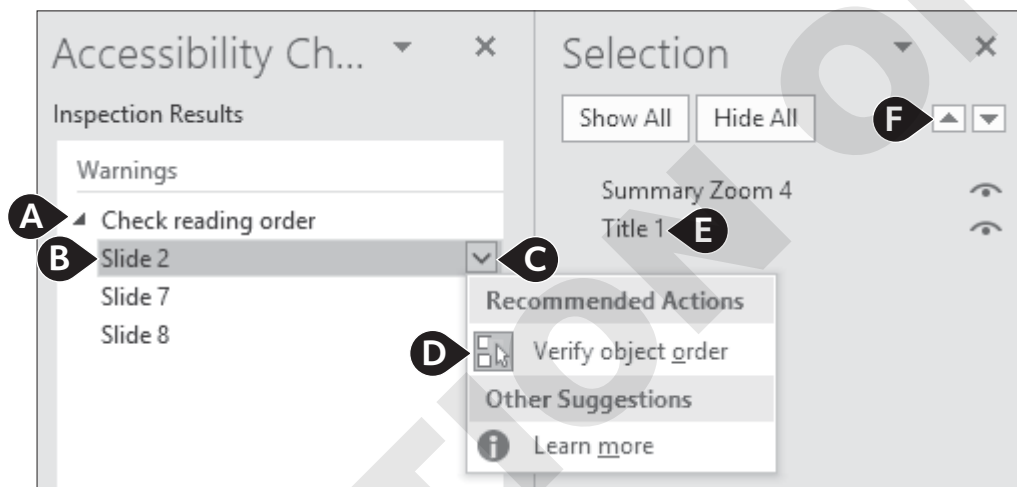 Accessibility Ch...
Inspection Results
Warnings
A
Check reading order
B
Slide 2
C
Slide 7
Slide 8
Recommended Actions
D
Verify object order
Other Suggestions
Learn more
Selection
Show All
Hide All
F
Summary Zoom 4
Title 1
E